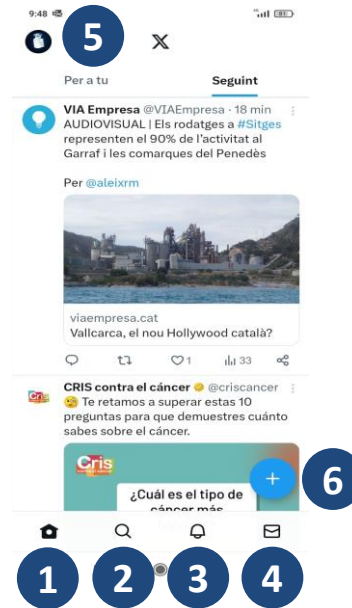 9:48
5
X
Per a tu
Seguint
VIA Empresa @VIAEmpresa · 18 min
AUDIOVISUAL | Els rodatges a #Sitges
representen el 90% de l'activitat al
Garraf i les comarques del Penedès
Per @aleixrm
viaempresa.cat
Vallcarca, el nou Hollywood català?
1
33
CRIS contra el cáncer @criscancer
Te retamos a superar estas 10
preguntas para que demuestres cuánto
sabes sobre el cáncer.
Cris
Cris
¿Cuál es el tipo de
cáncer más
+
6
1
2
3
4